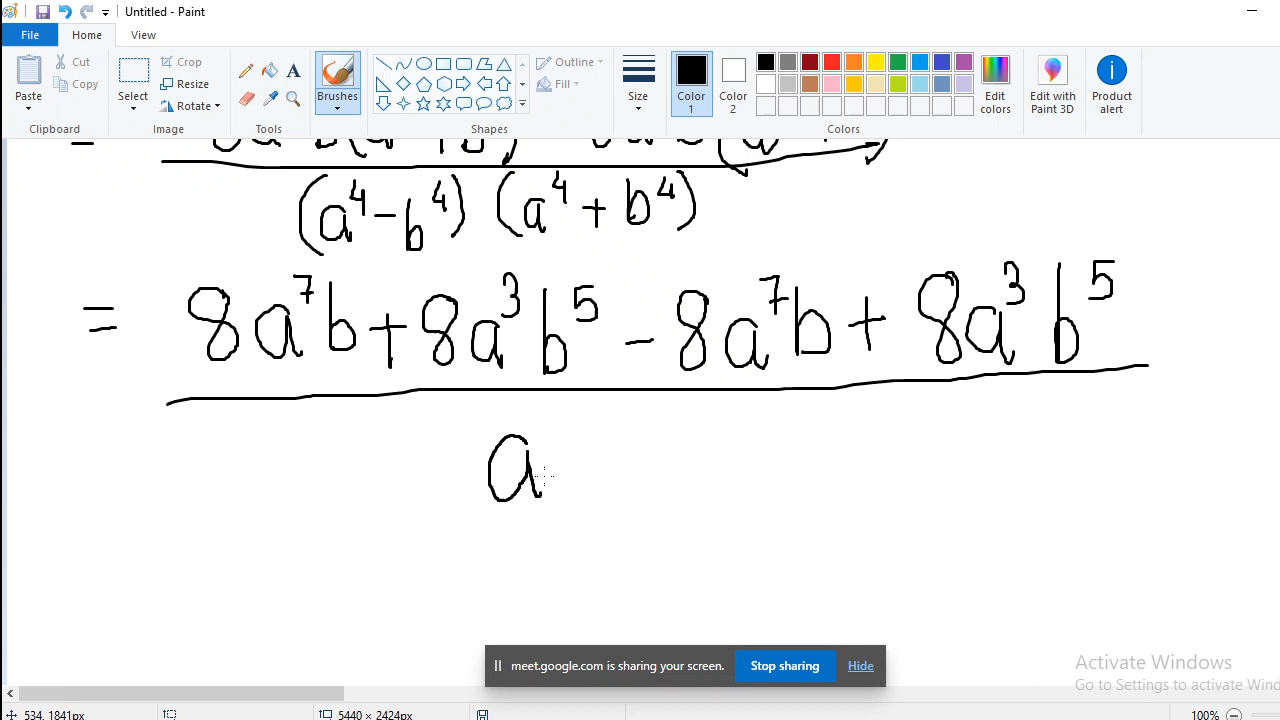 Untitled - Paint
File Home View
Paste Cut Copy Clipboard
Select Crop Resize Rotate Image
A Tools
Brushes
Outline Fill Shapes
Size
Color 1 Color 2 Edit colors Colors
Edit with Paint 3D
Product alert
=
(a⁴-b⁴) (a⁴+b⁴)
= 8a⁷b+8a³b⁵-8a⁷b+8a³b⁵
a
meet.google.com is sharing your screen. Stop sharing Hide
Activate Windows
Go to Settings to activate Wind
534, 1841px 5440 × 2424px 100%